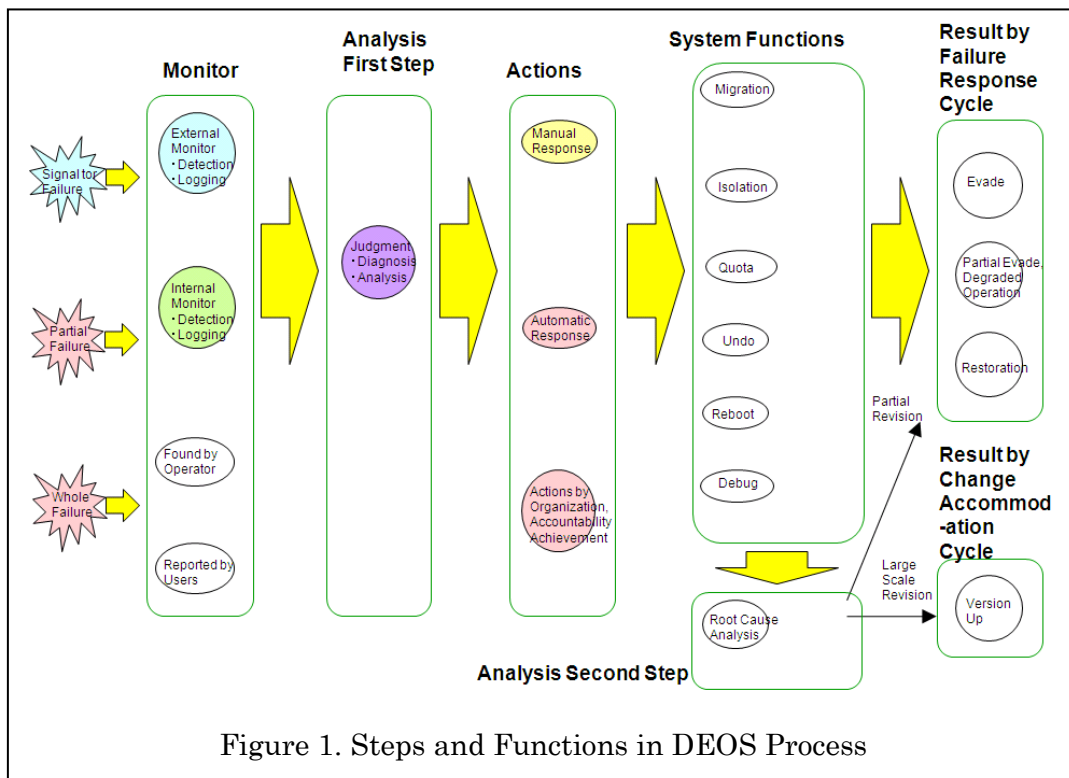 Monitor
Analysis
First Step
Actions
System Functions
Result by
Failure
Response
Cycle
Signal for
Failure
Partial
Failure
Whole
Failure
External
Monitor
・Detection
・Logging
Internal
Monitor
・Detection
・Logging
Found by
Operator
Reported by
Users
Judgment
・Diagnosis
・Analysis
Manual
Response
Automatic
Response
Actions by
Organization,
Accountability
Achievement
Migration
Isolation
Quota
Undo
Reboot
Debug
Evade
Partial Evade,
Degraded
Operation
Restoration
Partial
Revision
Result by
Change
Accommod
-ation
Cycle
Large
Scale
Revision
Version
Up
Root Cause
Analysis
Analysis Second Step
Figure 1. Steps and Functions in DEOS Process